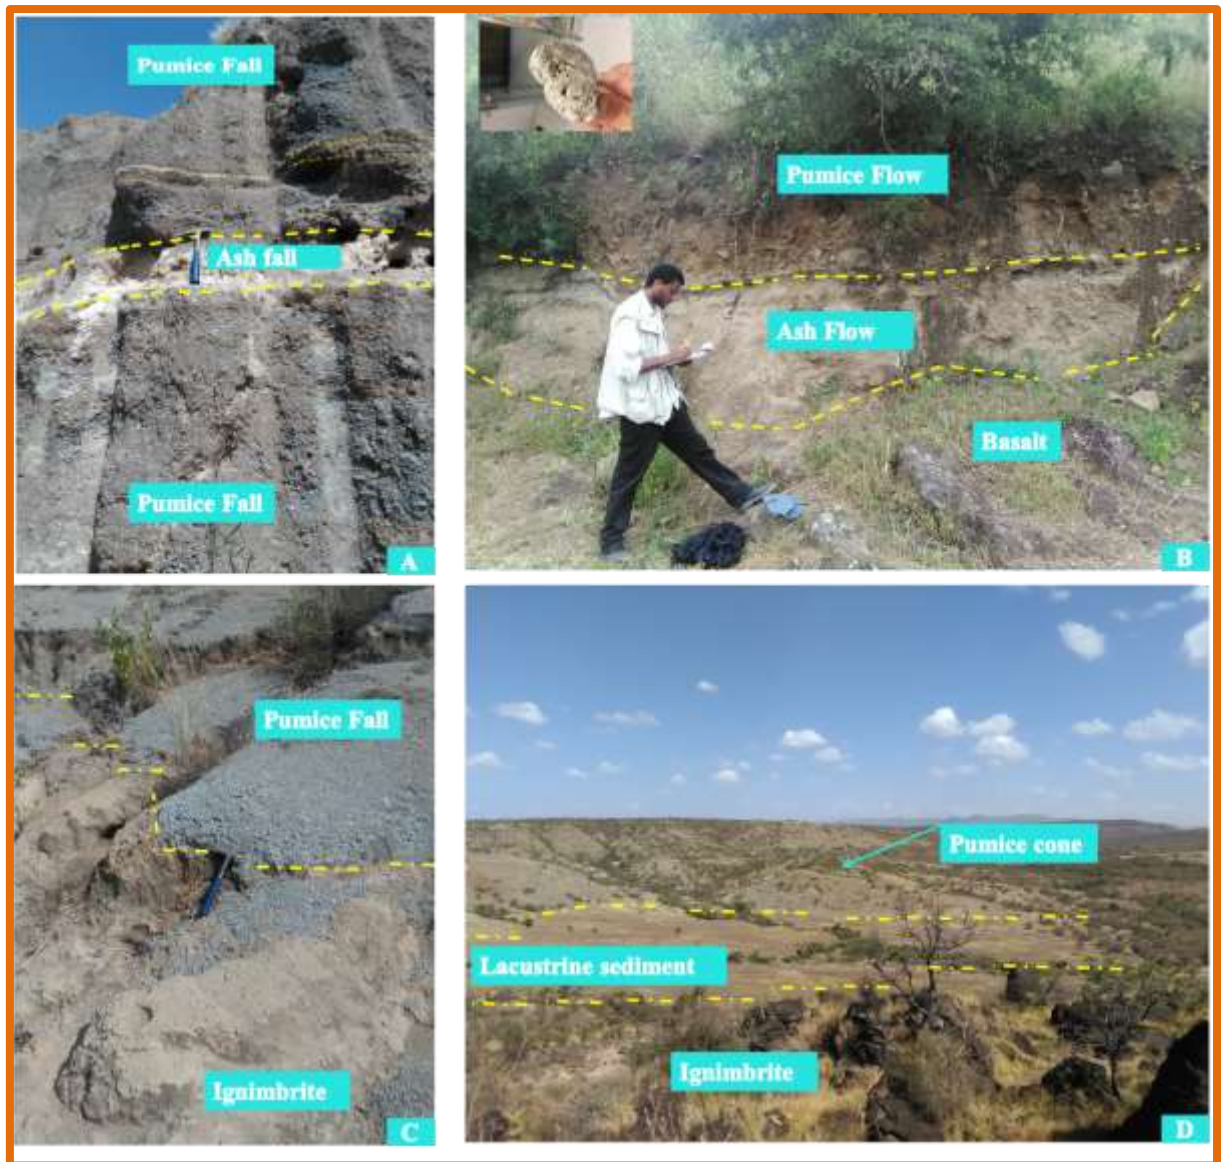 Pumice Fall
Ash fall
Pumice Fall
A
Pumice Flow
Ash Flow
Basalt
B
Pumice Fall
Ignimbrite
C
Pumice cone
Lacustrine sediment
Ignimbrite
D